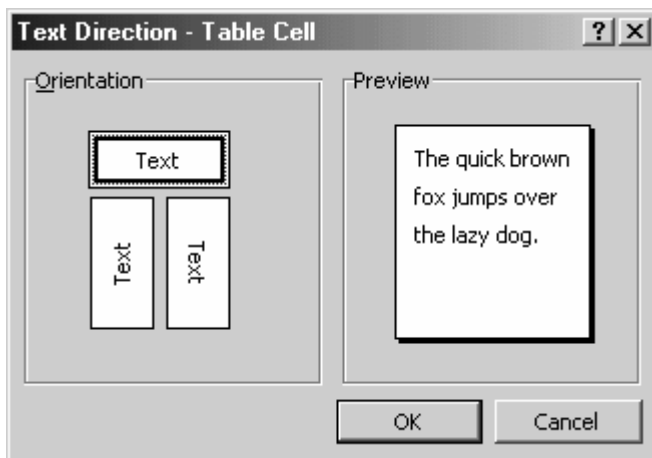 Text Direction - Table Cell
Orientation
Text
Text
Text
Preview
The quick brown
fox jumps over
the lazy dog.
OK
Cancel